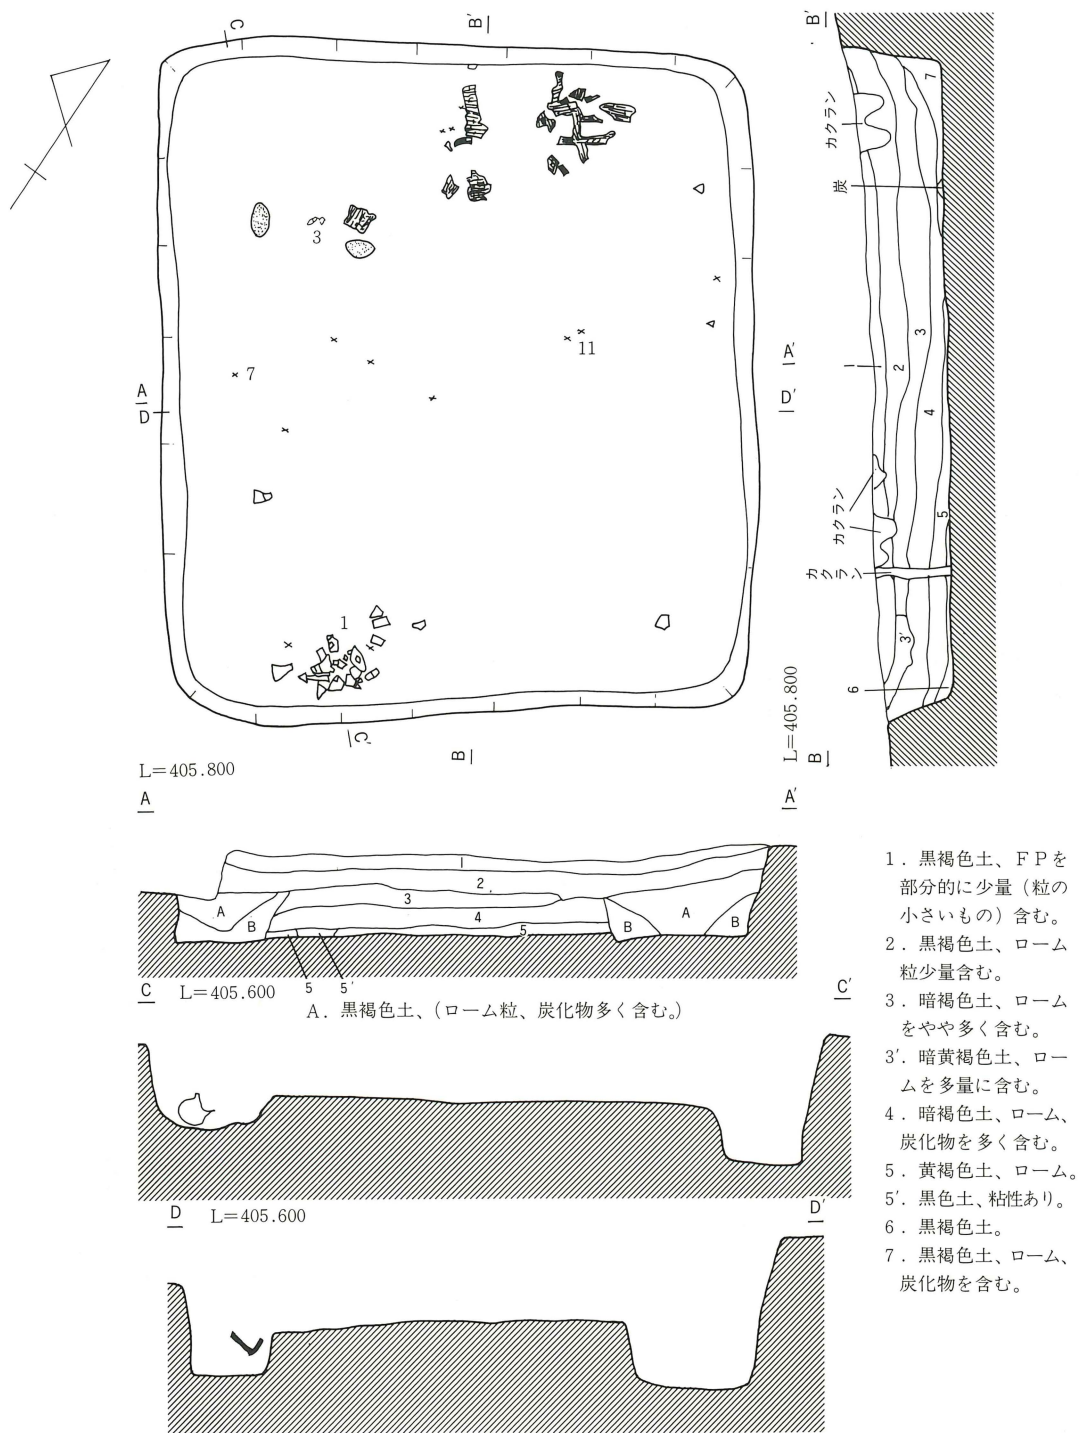 C
B′
3
7
11
A
D
A′
D′
1
C′
B
L=405.800
B′
カクラン
炭
7
1
2
3
4
5
カクラン
カクラン
3′
6
L=405.800
B
A
A′
1
2
3
4
5
A
B
B
A
B
5
5′
C
L=405.600
C′
A. 黒褐色土、(ローム粒、炭化物多く含む。)
D
L=405.600
D′
1. 黒褐色土、FPを
部分的に少量(粒の
小さいもの)含む。
2. 黒褐色土、ローム
粒少量含む。
3. 暗褐色土、ローム
をやや多く含む。
3′. 暗黄褐色土、ロー
ムを多量に含む。
4. 暗褐色土、ローム、
炭化物を多く含む。
5. 黄褐色土、ローム。
5′. 黒色土、粘性あり。
6. 黒褐色土。
7. 黒褐色土、ローム、
炭化物を含む。